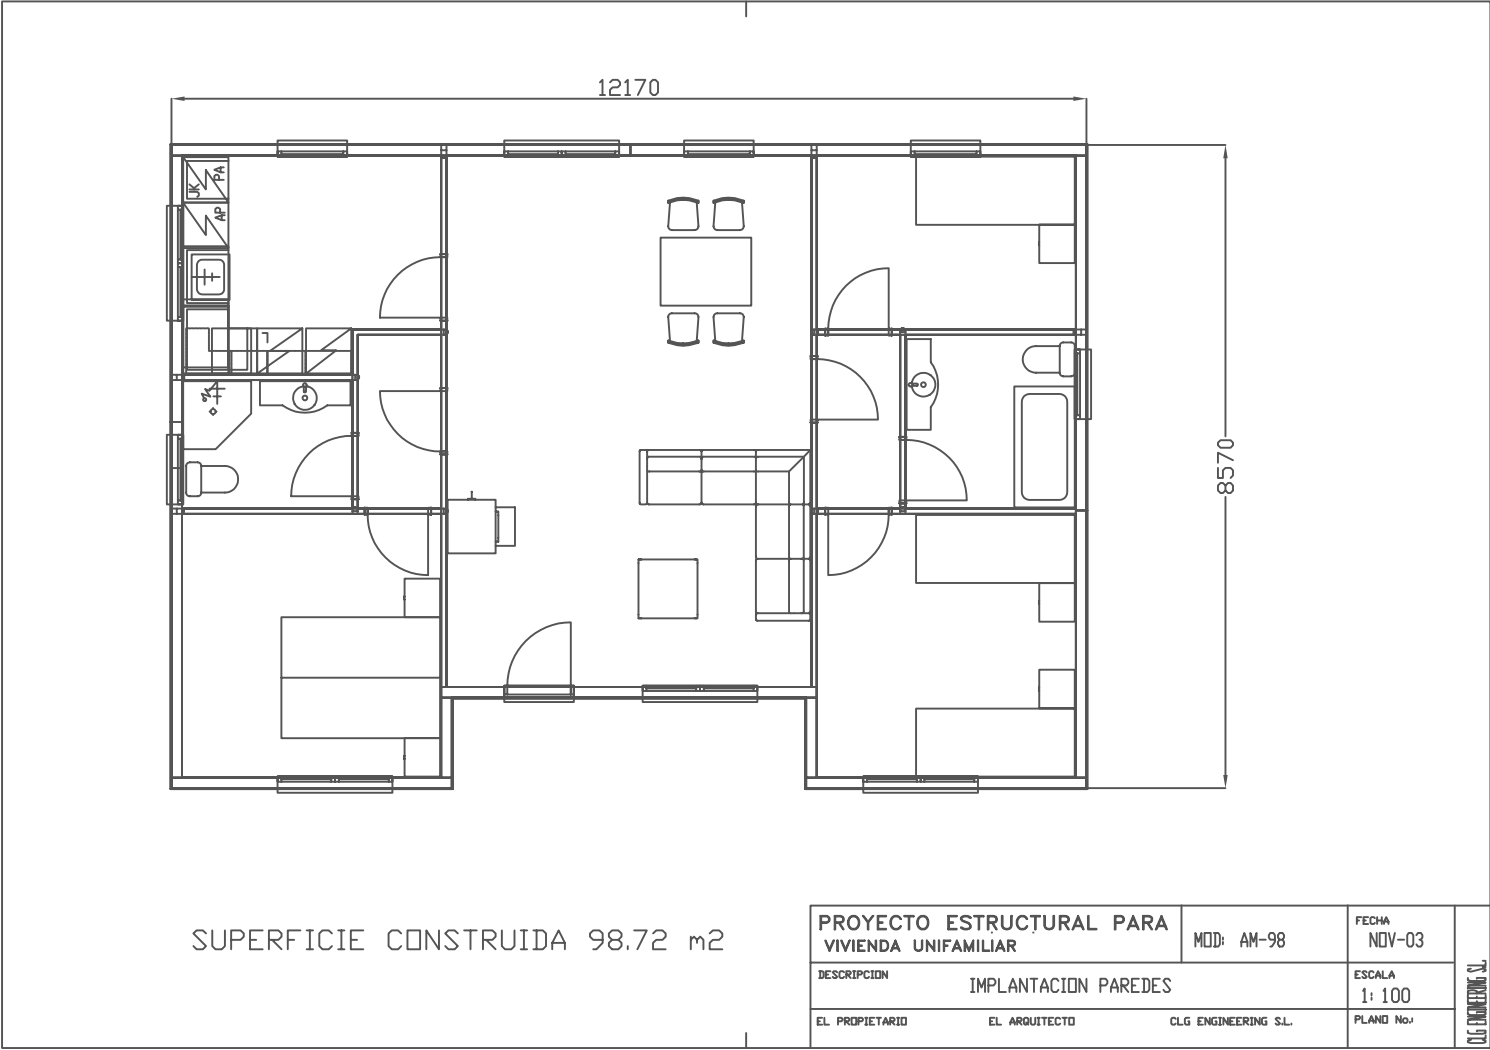 12170
JK
PA
AP
8570
SUPERFICIE CONSTRUIDA 98.72 m2
PROYECTO ESTRUCTURAL PARA
VIVIENDA UNIFAMILIAR
MOD: AM-98
FECHA
NOV-03
DESCRIPCION
IMPLANTACION PAREDES
ESCALA
1: 100
EL PROPIETARIO
EL ARQUITECTO
CLG ENGINEERING S.L.
PLANO No.:
CLG ENGINEERING S.L.